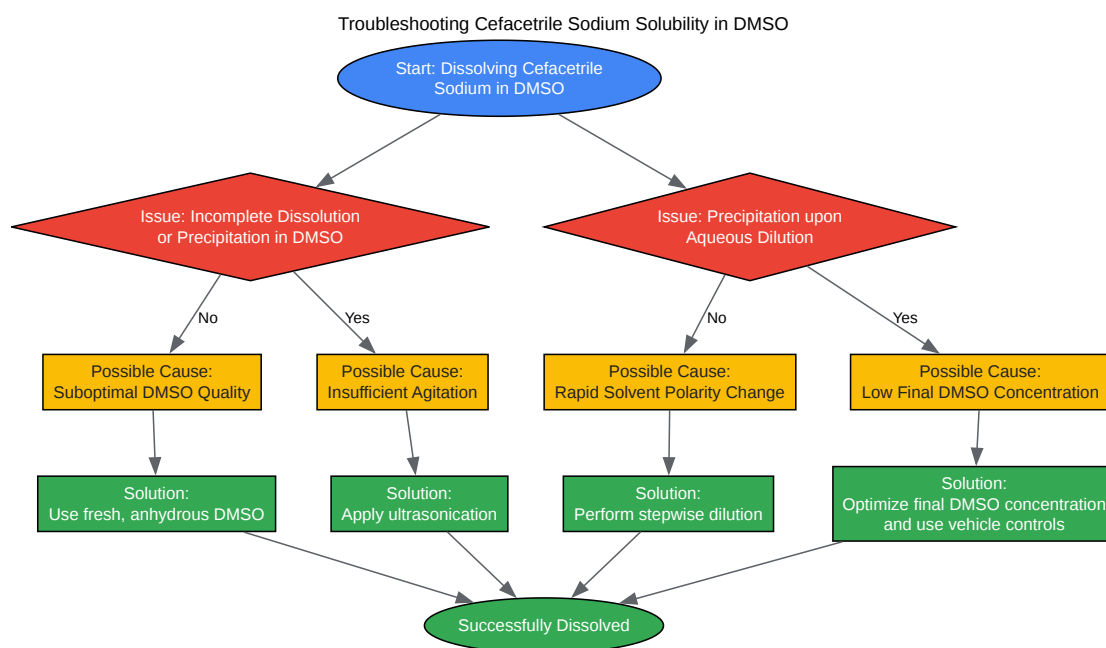 Troubleshooting Cefacetrile Sodium Solubility in DMSO
Start: Dissolving Cefacetrile
Sodium in DMSO
Issue: Incomplete Dissolution
or Precipitation in DMSO
Issue: Precipitation upon
Aqueous Dilution
No
Yes
No
Yes
Possible Cause:
Suboptimal DMSO Quality
Possible Cause:
Insufficient Agitation
Possible Cause:
Rapid Solvent Polarity Change
Possible Cause:
Low Final DMSO Concentration
Solution:
Use fresh, anhydrous DMSO
Solution:
Apply ultrasonication
Solution:
Perform stepwise dilution
Solution:
Optimize final DMSO concentration
and use vehicle controls
Successfully Dissolved